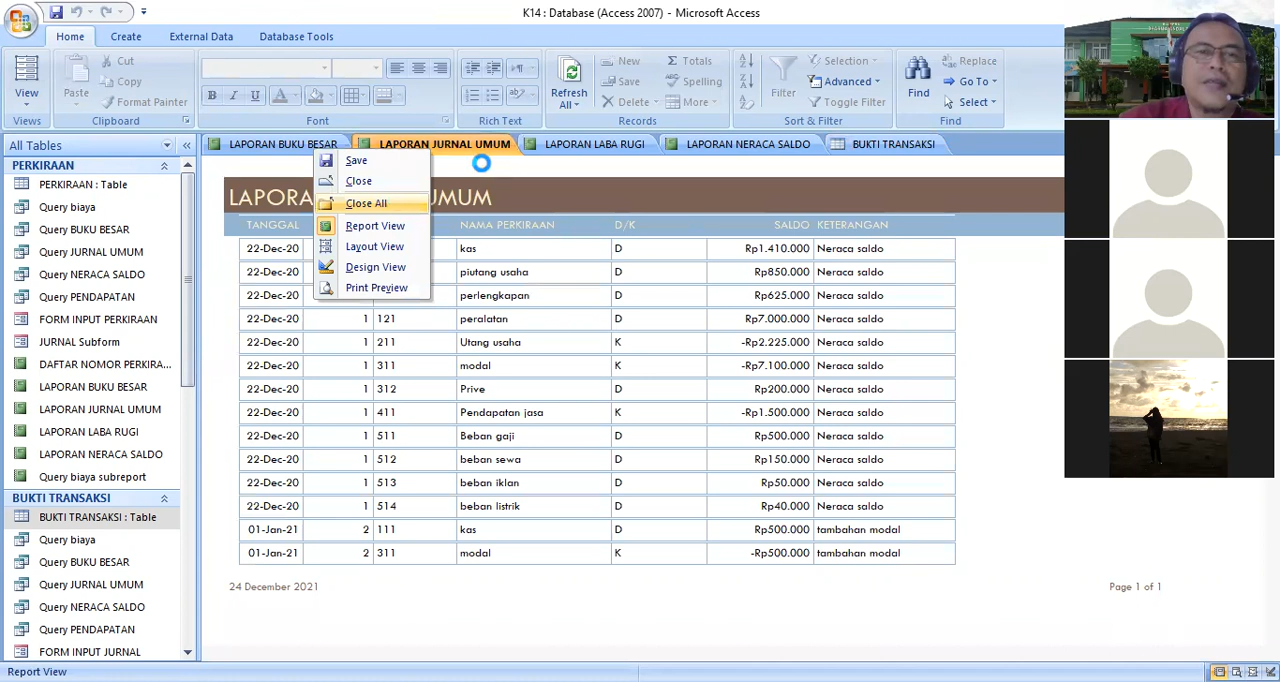 K14 : Database (Access 2007) - Microsoft Access
Home Create External Data Database Tools
View
Views
Paste
Cut
Copy
Format Painter
Clipboard
B I U
Font
Rich Text
Refresh All
New
Save
Delete
Totals
Spelling
More
Records
Filter
Selection
Advanced
Toggle Filter
Sort & Filter
Find
Replace
Go To
Select
Find
All Tables
PERKIRAAN
PERKIRAAN : Table
Query biaya
Query BUKU BESAR
Query JURNAL UMUM
Query NERACA SALDO
Query PENDAPATAN
FORM INPUT PERKIRAAN
JURNAL Subform
DAFTAR NOMOR PERKIRA...
LAPORAN BUKU BESAR
LAPORAN JURNAL UMUM
LAPORAN LABA RUGI
LAPORAN NERACA SALDO
Query biaya subreport
BUKTI TRANSAKSI
BUKTI TRANSAKSI : Table
Query biaya
Query BUKU BESAR
Query JURNAL UMUM
Query NERACA SALDO
Query PENDAPATAN
FORM INPUT JURNAL
LAPORAN BUKU BESAR LAPORAN JURNAL UMUM LAPORAN LABA RUGI LAPORAN NERACA SALDO BUKTI TRANSAKSI
Save
Close
Close All
Report View
Layout View
Design View
Print Preview
LAPORA UMUM
TANGGAL NAMA PERKIRAAN D/K SALDO KETERANGAN
22-Dec-20 kas D Rp1.410.000 Neraca saldo
22-Dec-20 piutang usaha D Rp850.000 Neraca saldo
22-Dec-20 perlengkapan D Rp625.000 Neraca saldo
22-Dec-20 1 121 peralatan D Rp7.000.000 Neraca saldo
22-Dec-20 1 211 Utang usaha K -Rp2.225.000 Neraca saldo
22-Dec-20 1 311 modal K -Rp7.100.000 Neraca saldo
22-Dec-20 1 312 Prive D Rp200.000 Neraca saldo
22-Dec-20 1 411 Pendapatan jasa K -Rp1.500.000 Neraca saldo
22-Dec-20 1 511 Beban gaji D Rp500.000 Neraca saldo
22-Dec-20 1 512 beban sewa D Rp150.000 Neraca saldo
22-Dec-20 1 513 beban iklan D Rp50.000 Neraca saldo
22-Dec-20 1 514 beban listrik D Rp40.000 Neraca saldo
01-Jan-21 2 111 kas D Rp500.000 tambahan modal
01-Jan-21 2 311 modal K -Rp500.000 tambahan modal
24 December 2021 Page 1 of 1
Report View